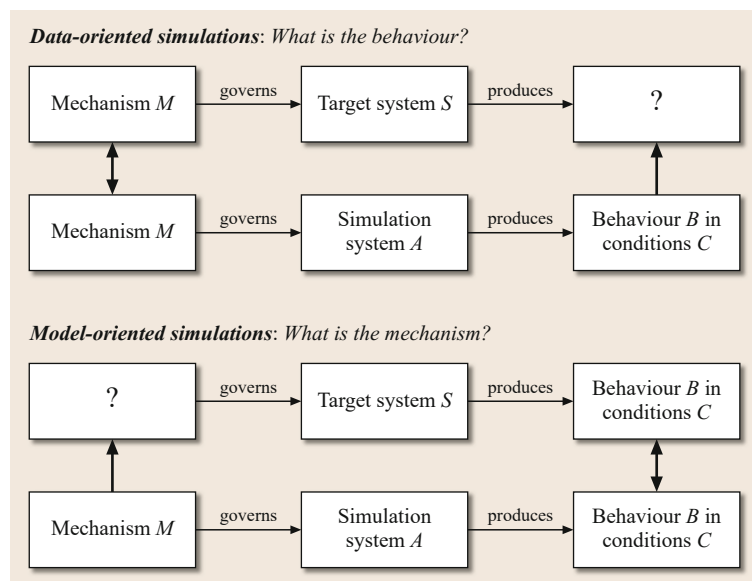 Data-oriented simulations: What is the behaviour?
Mechanism M
governs
Target system S
produces
?
Mechanism M
governs
Simulation
system A
produces
Behaviour B in
conditions C
Model-oriented simulations: What is the mechanism?
?
governs
Target system S
produces
Behaviour B in
conditions C
Mechanism M
governs
Simulation
system A
produces
Behaviour B in
conditions C